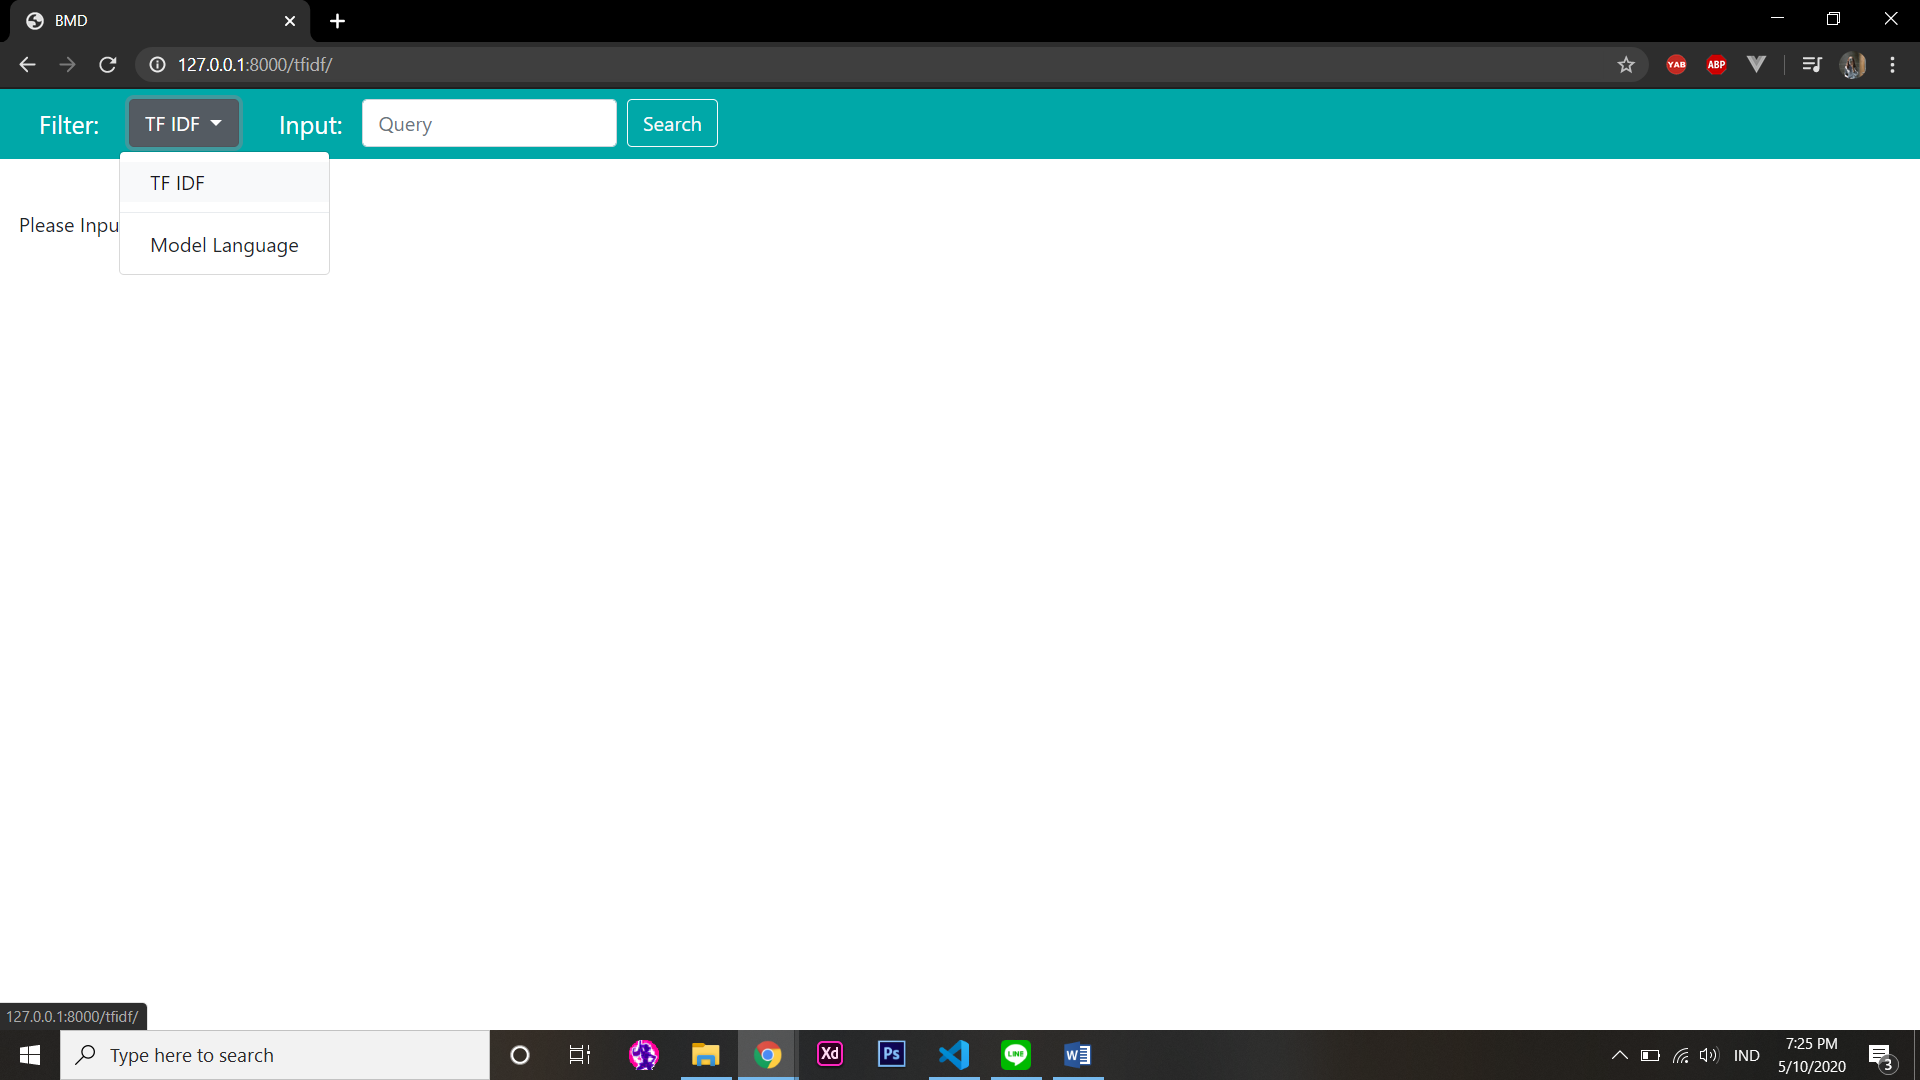 BMD
127.0.0.1:8000/tfidf/
YAB
ABP
Filter:
TF IDF
Input:
Query
Search
TF IDF
Please Inpu
Model Language
127.0.0.1:8000/tfidf/
Type here to search
Xd
Ps
LINE
W
IND
7:25 PM
5/10/2020
3